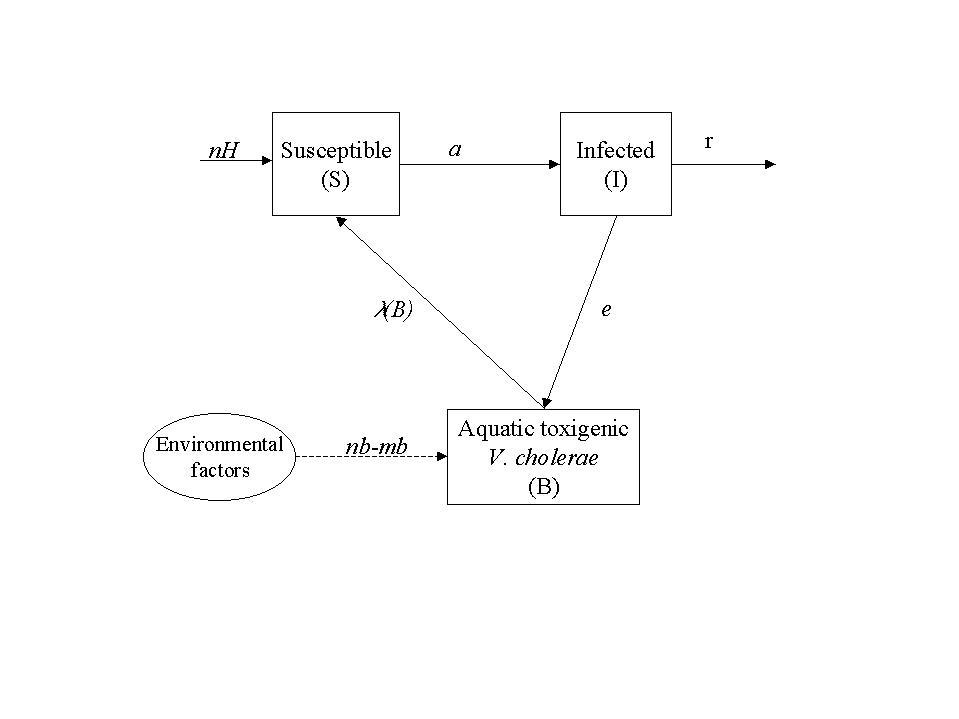 nH
Susceptible
(S)
a
Infected
(I)
r
λ(B)
e
Environmental
factors
nb-mb
Aquatic toxigenic
V. cholerae
(B)